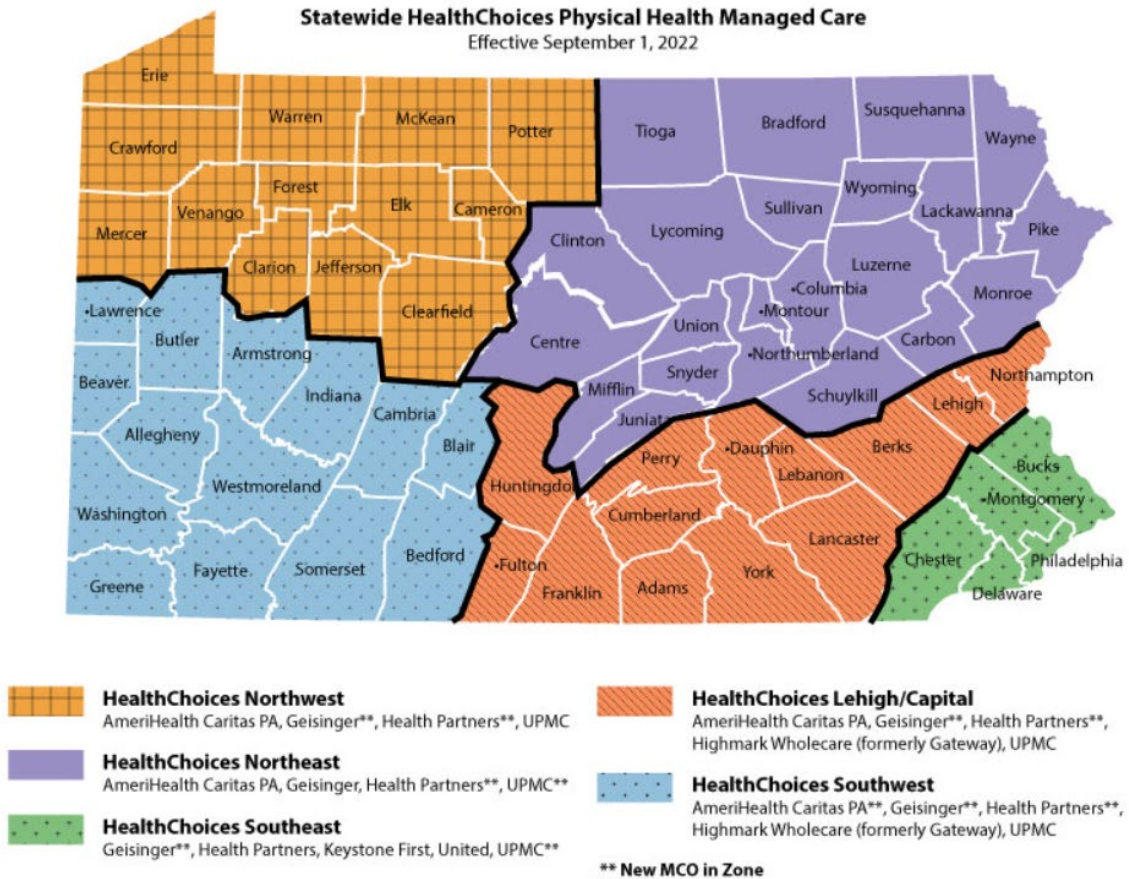 Statewide HealthChoices Physical Health Managed Care
Effective September 1, 2022
Erie
Warren
McKean
Potter
Tioga
Bradford
Susquehanna
Wayne
Crawford
Forest
Elk
Cameron
Venango
Mercer
Clarion
Jefferson
Clearfield
Clinton
Lycoming
Sullivan
Wyoming
Lackawanna
Pike
Luzerne
•Columbia
•Montour
Monroe
Union
Centre
Carbon
•Northumberland
Snyder
Mifflin
Schuylkill
Juniata
•Lawrence
Butler
Armstrong
Beaver
Indiana
Cambria
Blair
Allegheny
Westmoreland
Washington
Bedford
Greene
Fayette
Somerset
Northampton
Lehigh
Berks
•Dauphin
Perry
Lebanon
Huntingdo
Cumberland
Lancaster
•Fulton
Franklin
Adams
York
•Bucks
•Montgomery
Chester
Philadelphia
Delaware
HealthChoices Northwest
AmeriHealth Caritas PA, Geisinger**, Health Partners**, UPMC
HealthChoices Northeast
AmeriHealth Caritas PA, Geisinger, Health Partners**, UPMC**
HealthChoices Southeast
Geisinger**, Health Partners, Keystone First, United, UPMC**
HealthChoices Lehigh/Capital
AmeriHealth Caritas PA, Geisinger**, Health Partners**,
Highmark Wholecare (formerly Gateway), UPMC
HealthChoices Southwest
AmeriHealth Caritas PA**, Geisinger**, Health Partners**,
Highmark Wholecare (formerly Gateway), UPMC
** New MCO in Zone